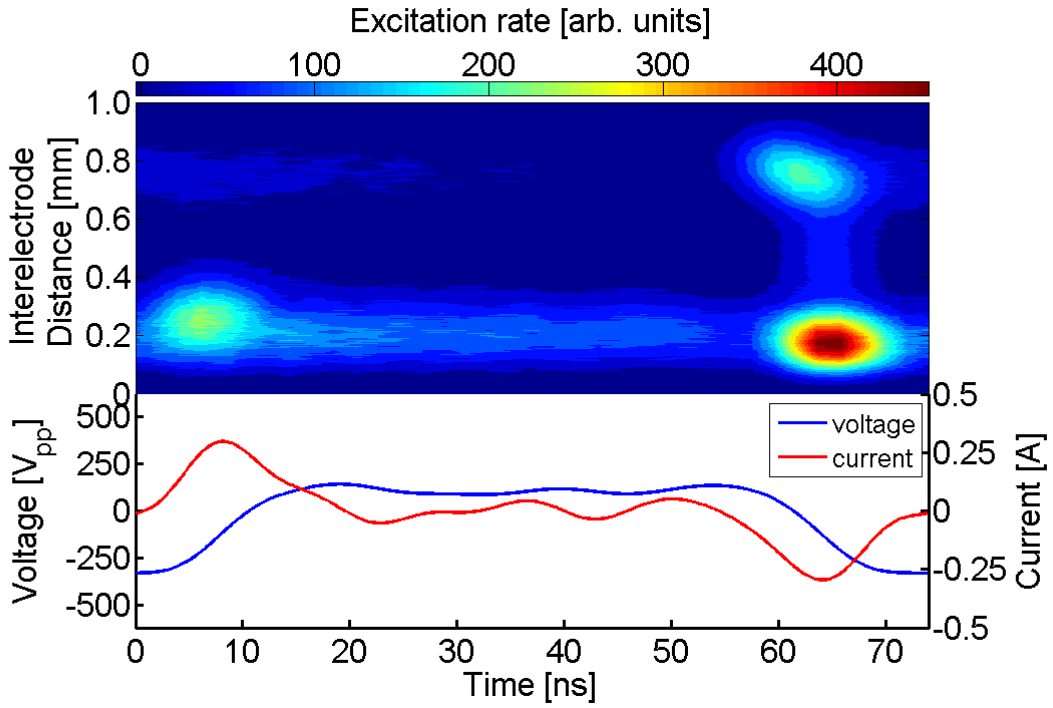 Excitation rate [arb. units]
0 100 200 300 400
Interelectrode
Distance [mm]
1.0
0.8
0.6
0.4
0.2
0
Voltage [Vpp]
500
250
0
-250
-500
voltage
current
0.5
0.25
0
-0.25
-0.5
Current [A]
0 10 20 30 40 50 60 70
Time [ns]